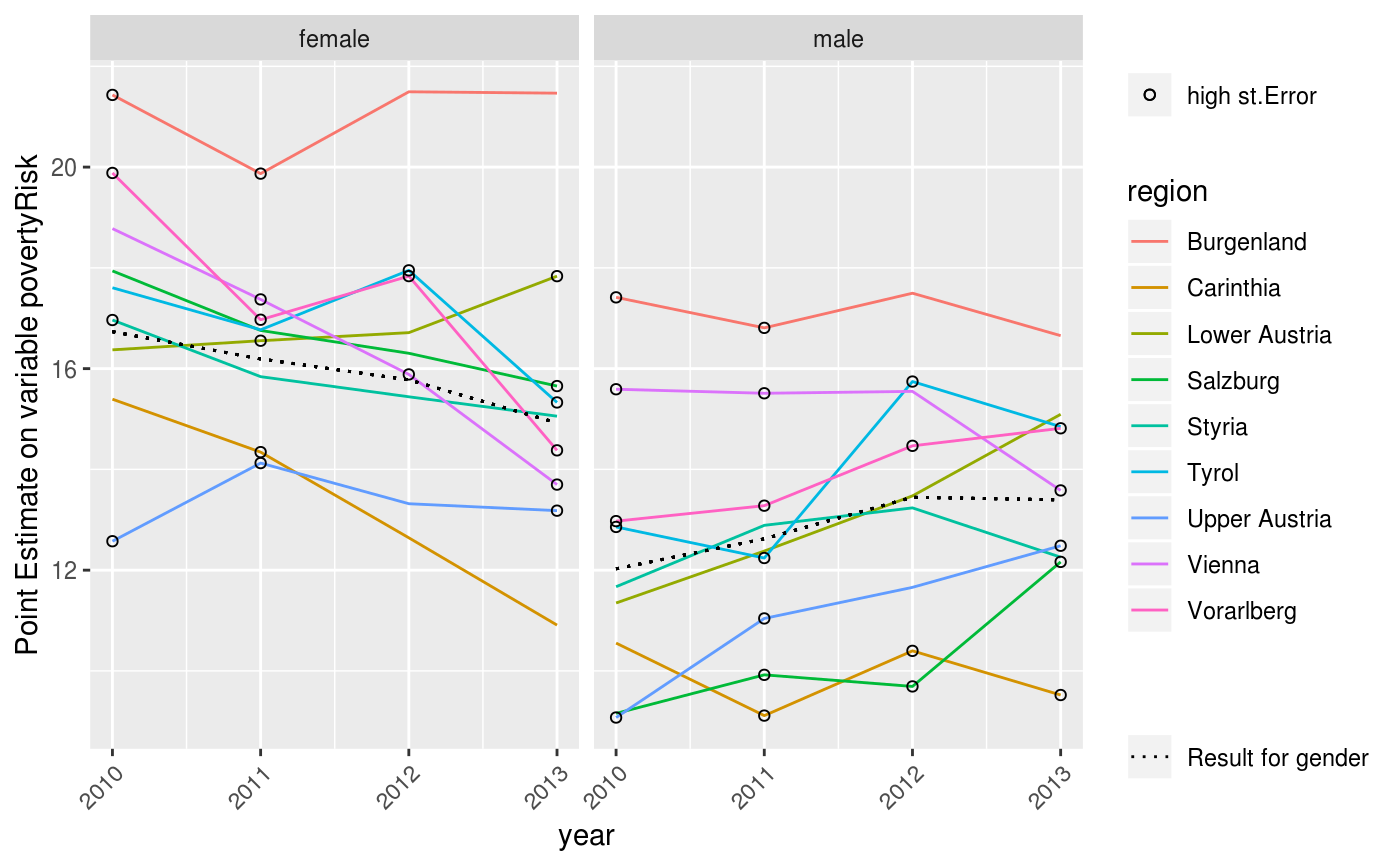 female
male
Point Estimate on variable povertyRisk
20
16
12
2010
2011
2012
2013
2010
2011
2012
2013
year
high st.Error
region
Burgenland
Carinthia
Lower Austria
Salzburg
Styria
Tyrol
Upper Austria
Vienna
Vorarlberg
Result for gender